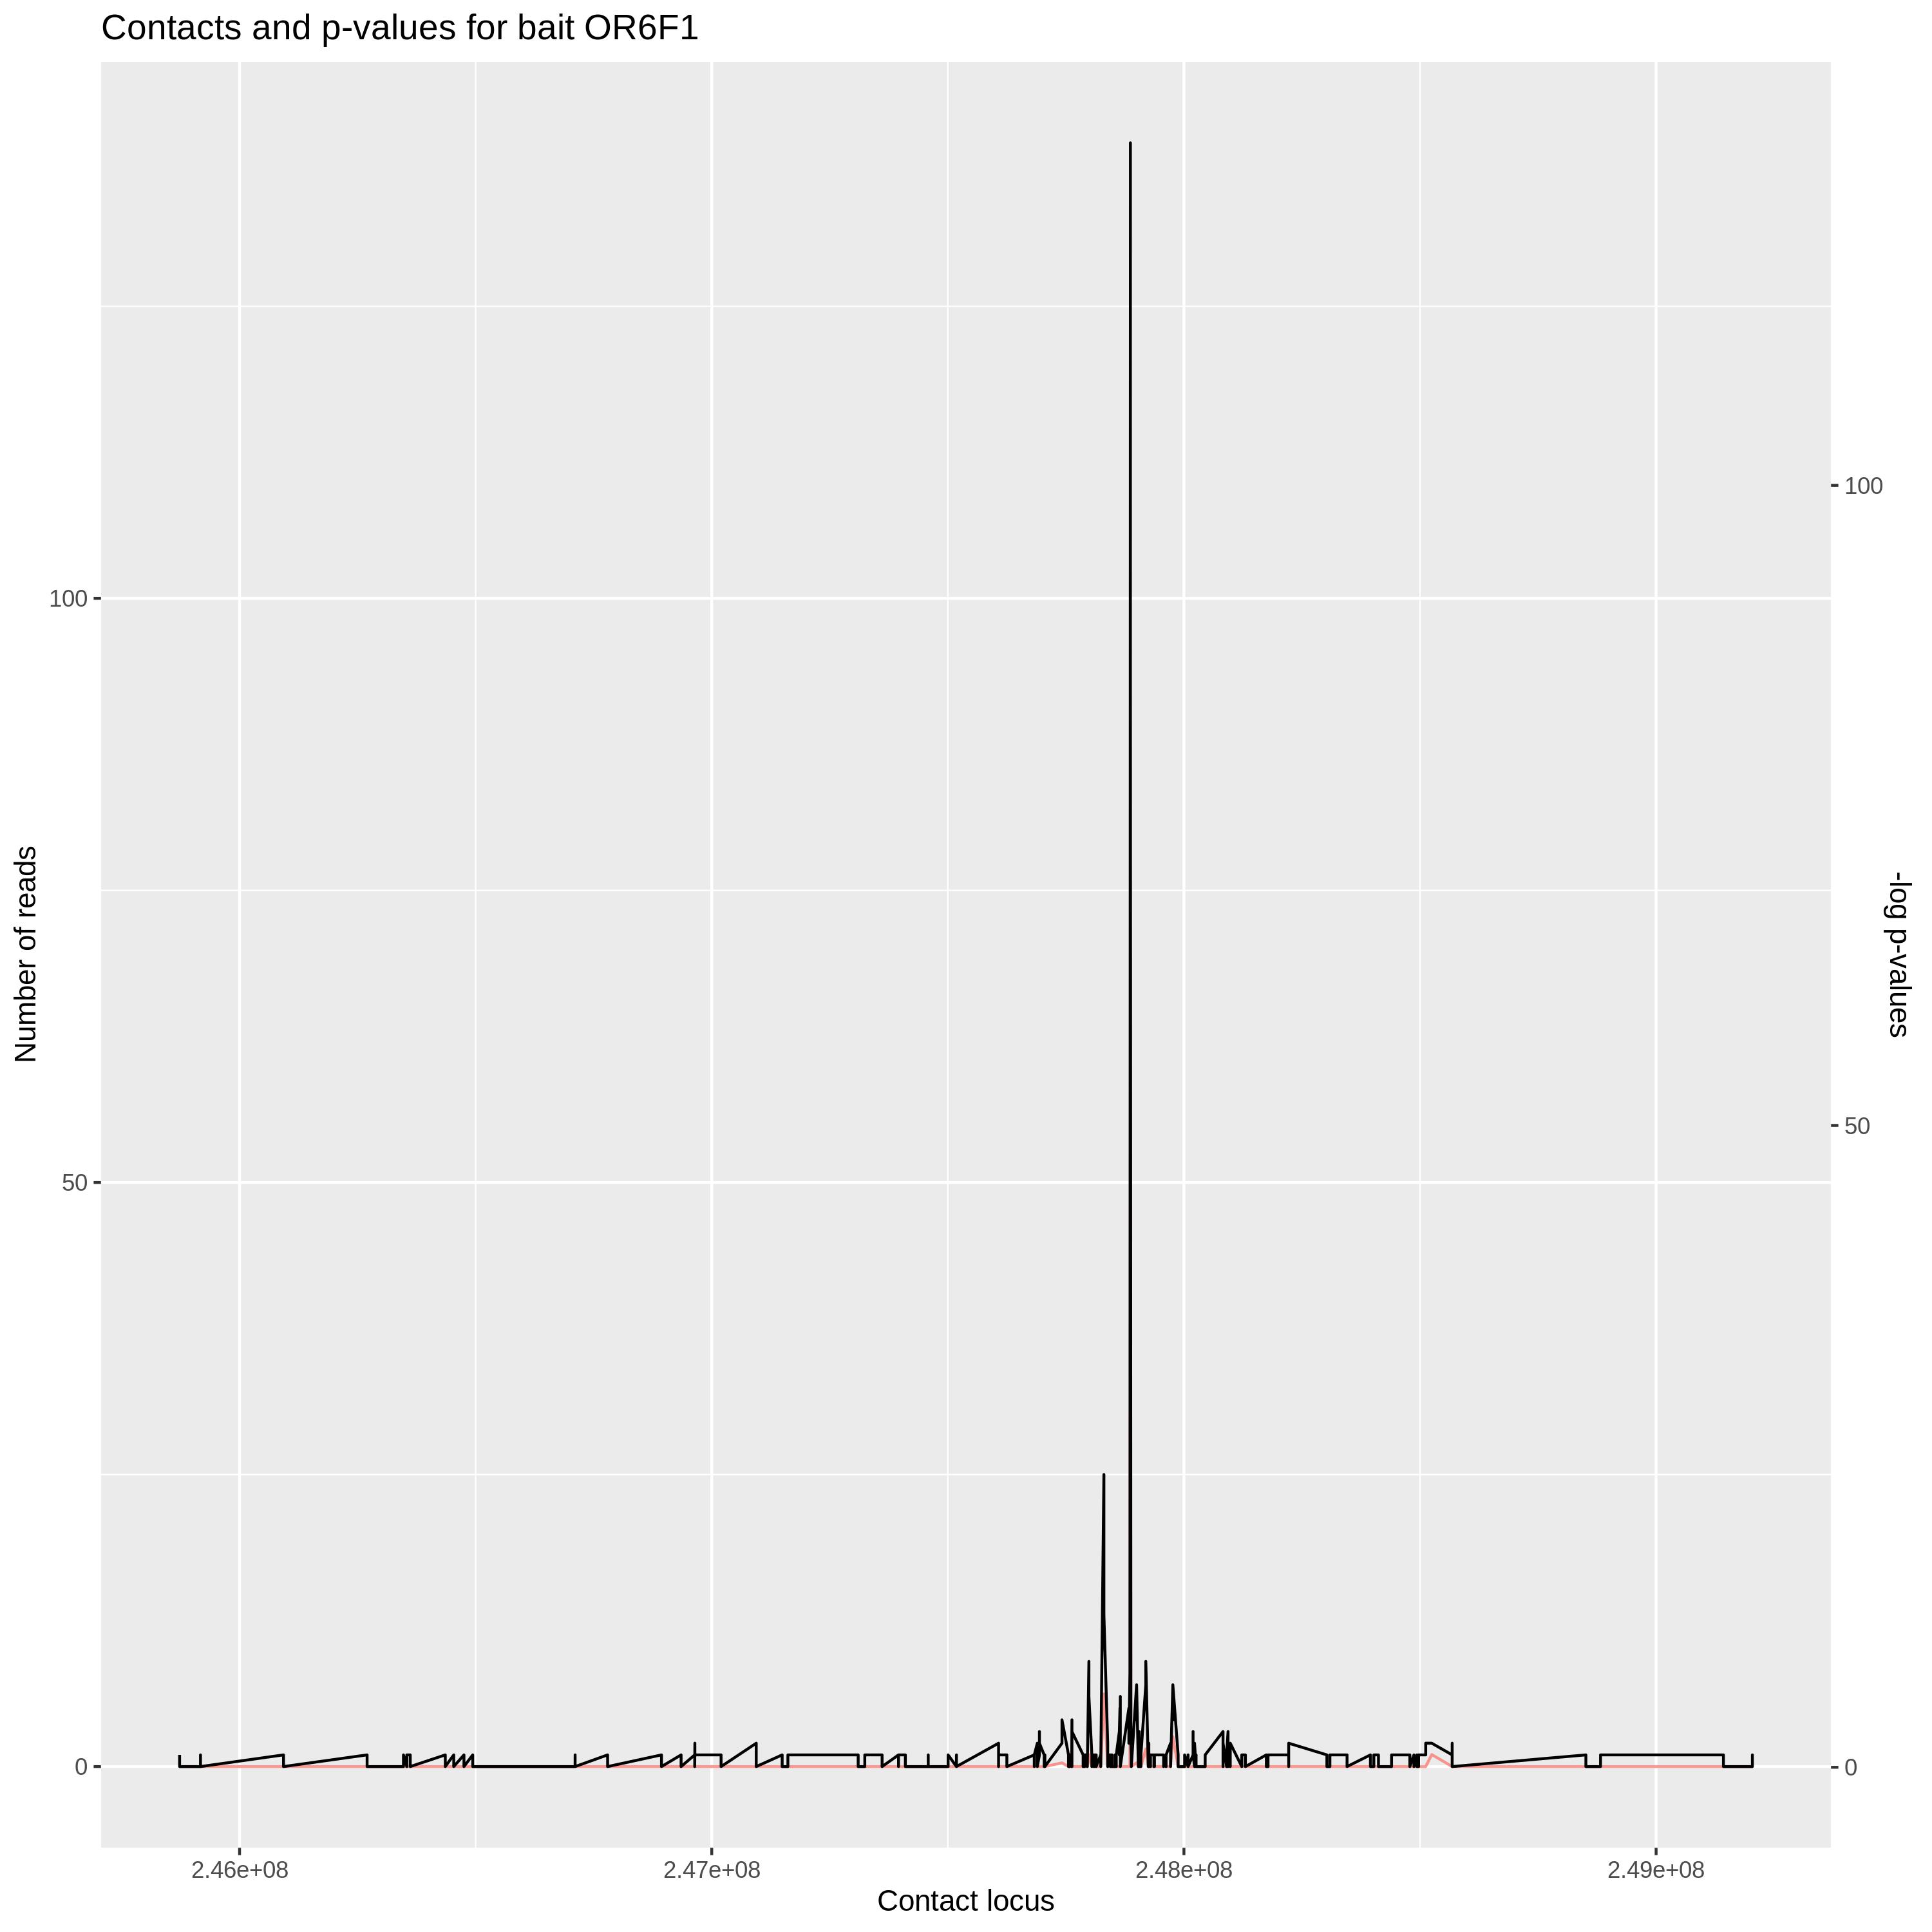 Contacts and p-values for bait OR6F1
Number of reads
100
50
0
100
50
0
-log p-values
2.46e+08 2.47e+08 2.48e+08 2.49e+08
Contact locus